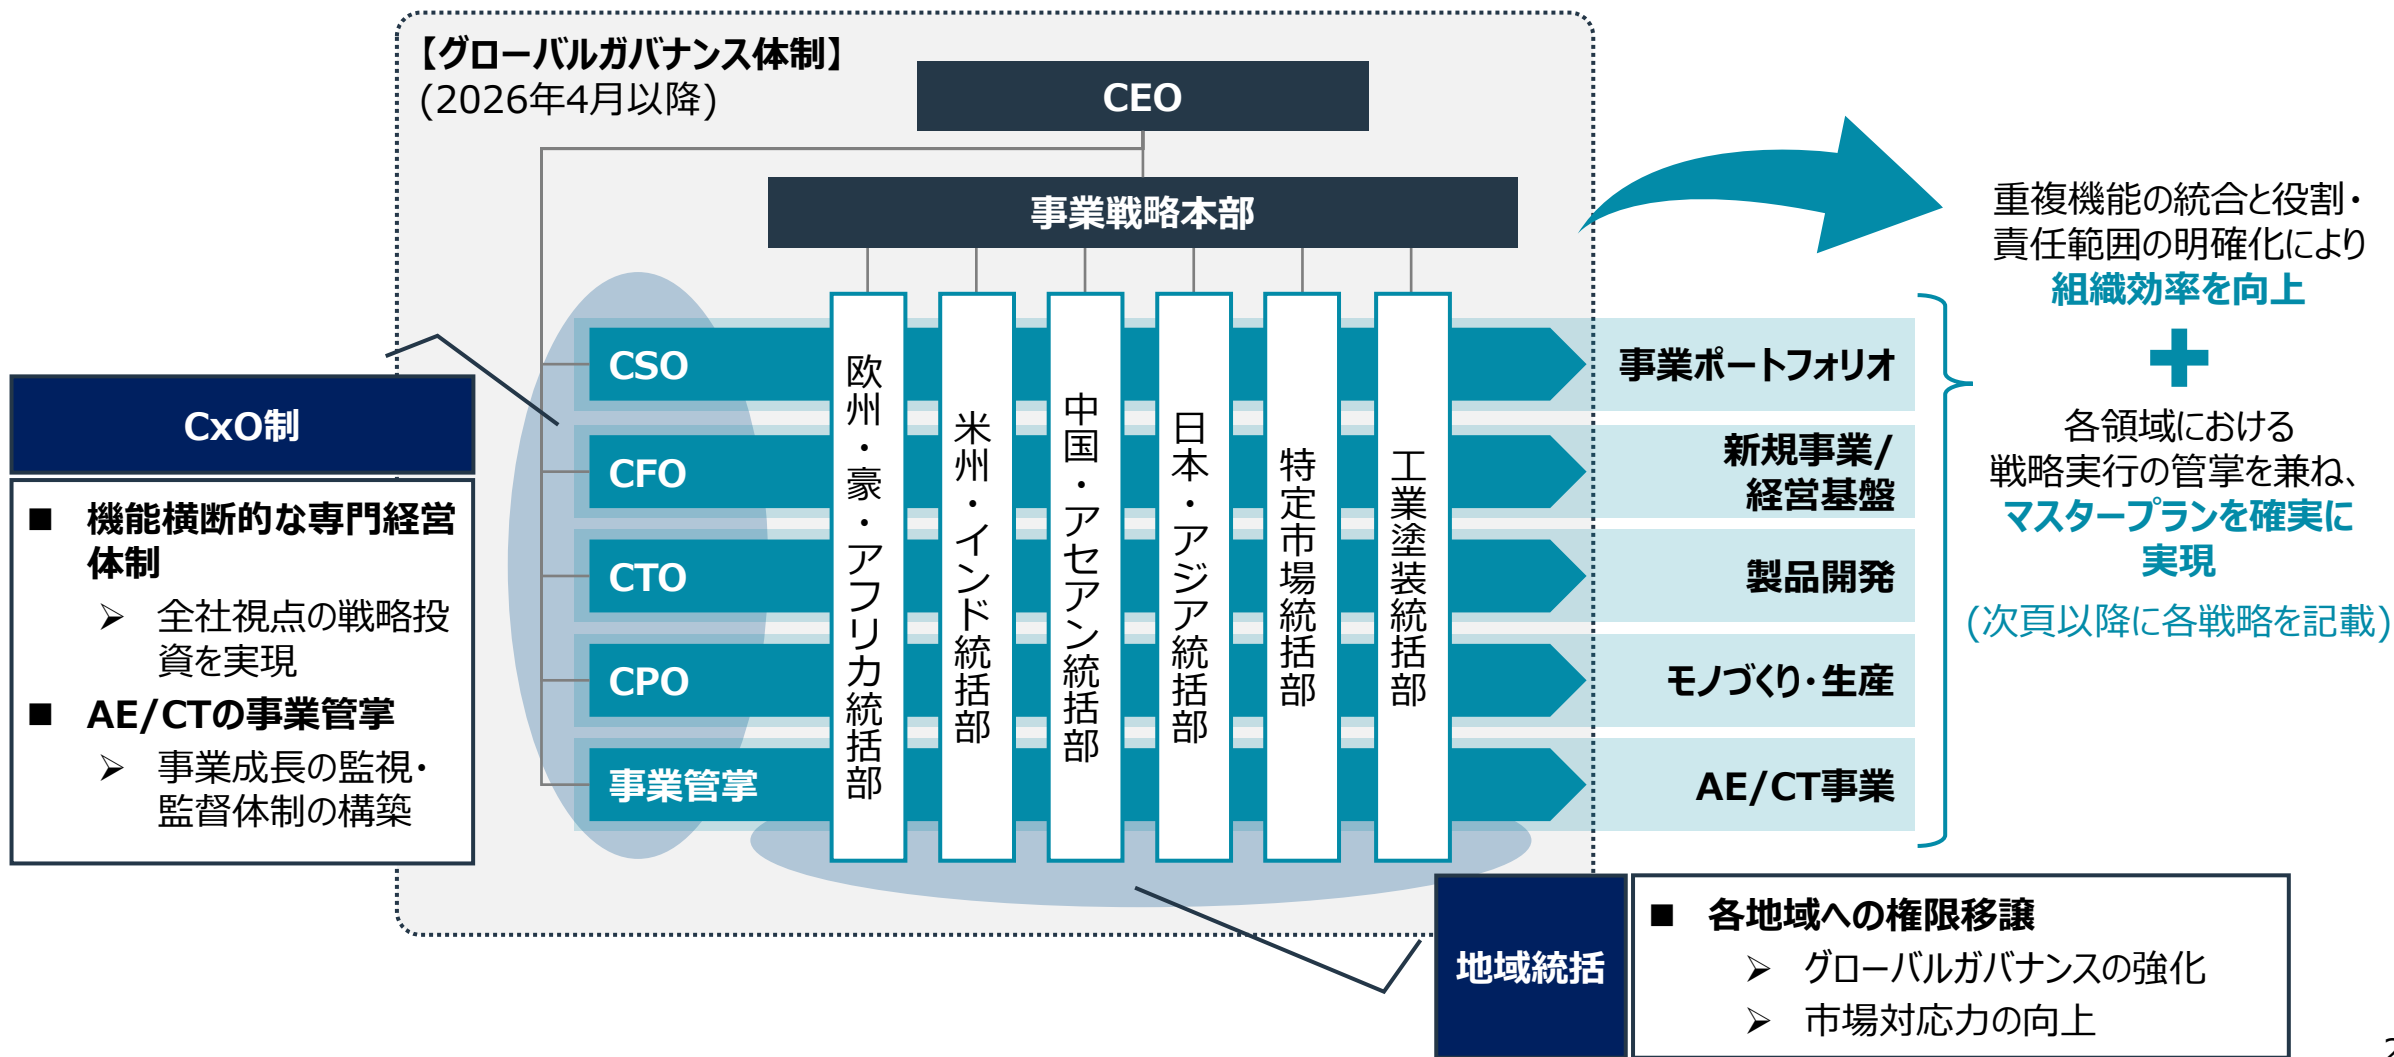 【グローバルガバナンス体制】
(2026年4月以降)
CEO
事業戦略本部
CSO
CFO
CTO
CPO
事業管掌
欧州・豪・アフリカ統括部
米州・インド統括部
中国・アセアン統括部
日本・アジア統括部
特定市場統括部
工業塗装統括部
事業ポートフォリオ
新規事業/
経営基盤
製品開発
モノづくり・生産
AE/CT事業
CxO制
■ 機能横断的な専門経営
体制
➢ 全社視点の戦略投
資を実現
■ AE/CTの事業管掌
➢ 事業成長の監視・
監督体制の構築
重複機能の統合と役割・
責任範囲の明確化により
組織効率を向上
各領域における
戦略実行の管掌を兼ね、
マスタープランを確実に
実現
(次頁以降に各戦略を記載)
地域統括
■ 各地域への権限移譲
➢ グローバルガバナンスの強化
➢ 市場対応力の向上